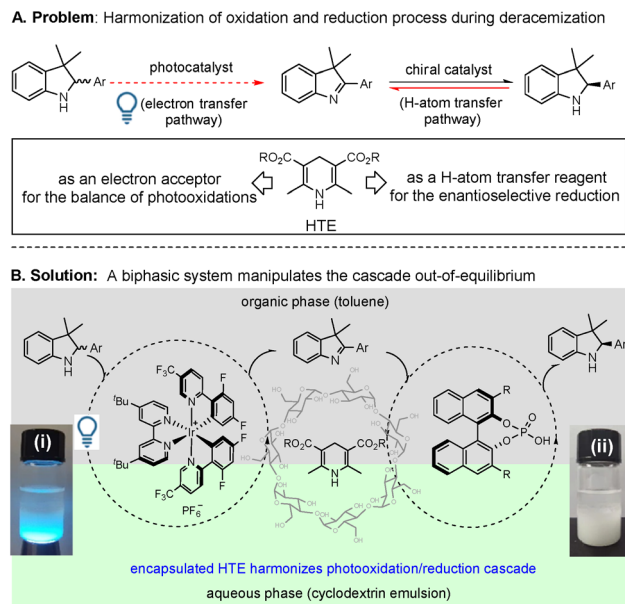 A. Problem: Harmonization of oxidation and reduction process during deracemization
photocatalyst
(electron transfer
pathway)
chiral catalyst
(H-atom transfer
pathway)
Ar
N
H
Ar
N
Ar
N
H
as an electron acceptor
for the balance of photooxidations
RO2C
CO2R
N
H
HTE
as a H-atom transfer reagent
for the enantioselective reduction
B. Solution: A biphasic system manipulates the cascade out-of-equilibrium
organic phase (toluene)
Ar
N
H
F3C
F
N
F
tBu
N
Ir
N
F
tBu
N
F3C
F
PF6−
Ar
N
RO2C
CO2R
N
H
R
O
O
P
O
OH
R
Ar
N
H
(i)
(ii)
encapsulated HTE harmonizes photooxidation/reduction cascade
aqueous phase (cyclodextrin emulsion)